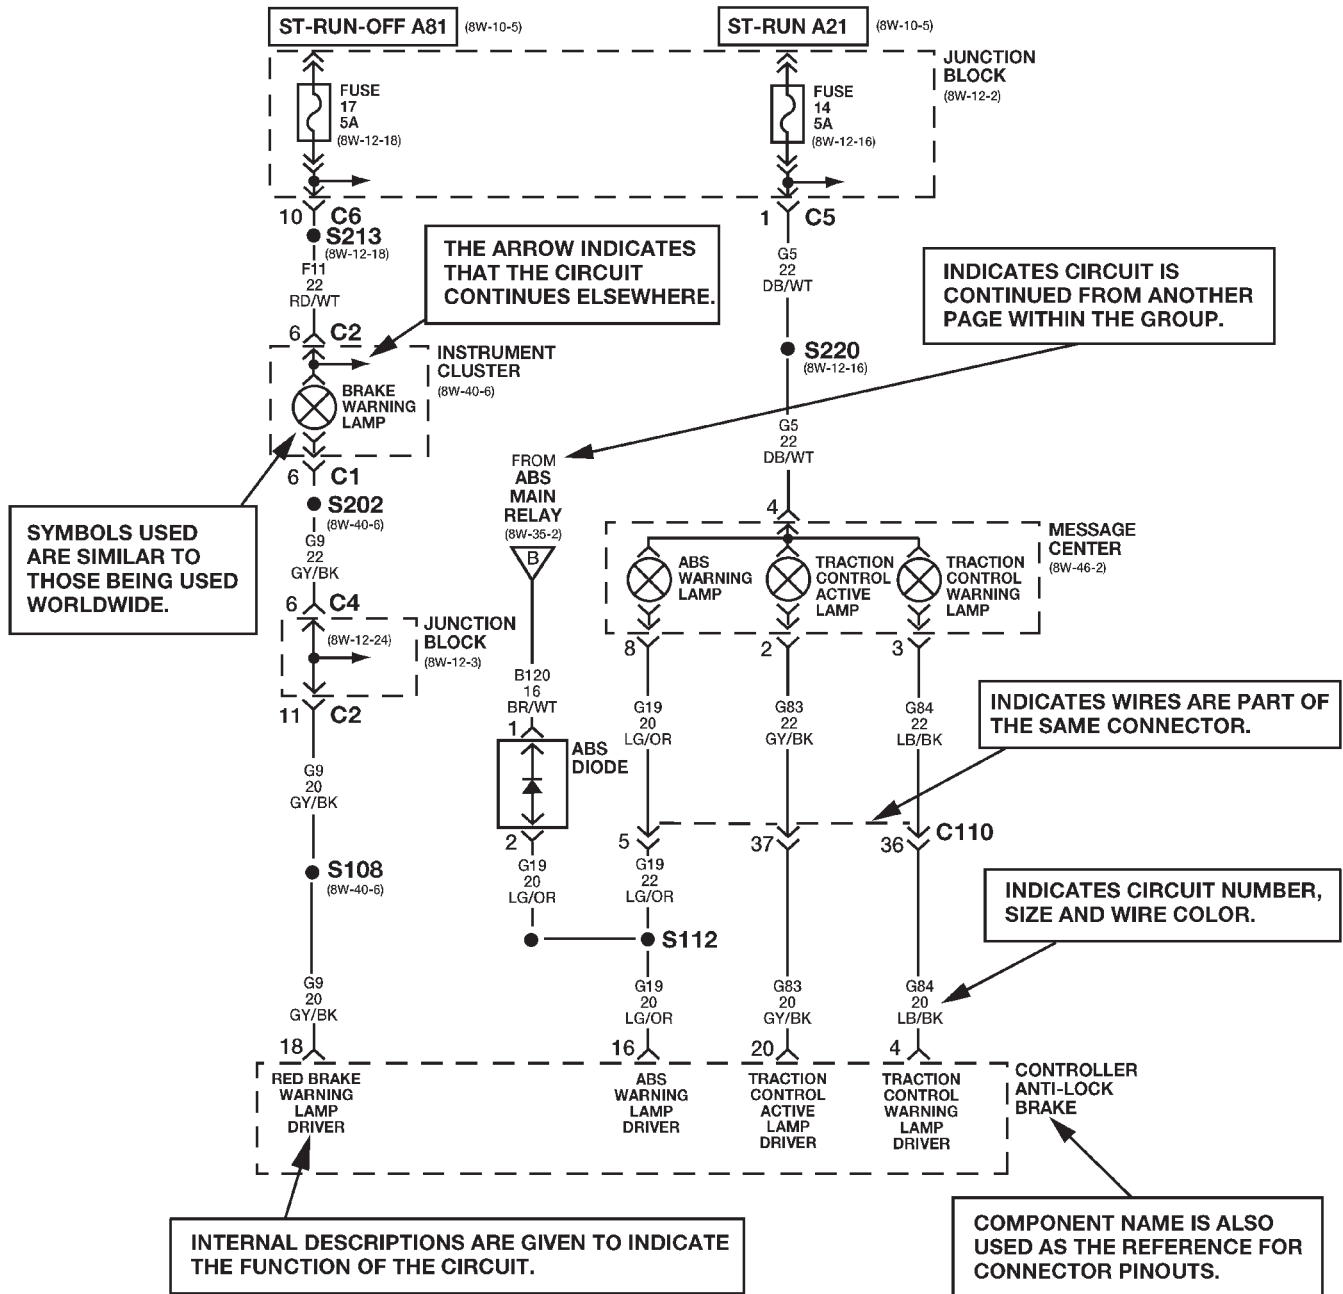 ST-RUN-OFF A81 (8W-10-5)
ST-RUN A21 (8W-10-5)
JUNCTION
BLOCK
(8W-12-2)
FUSE
17
5A
(8W-12-18)
FUSE
14
5A
(8W-12-16)
10 C6
S213
(8W-12-18)
F11
22
RD/WT
6 C2
THE ARROW INDICATES
THAT THE CIRCUIT
CONTINUES ELSEWHERE.
1 C5
G5
22
DB/WT
S220
(8W-12-16)
G5
22
DB/WT
4
INDICATES CIRCUIT IS
CONTINUED FROM ANOTHER
PAGE WITHIN THE GROUP.
INSTRUMENT
CLUSTER
(8W-40-6)
BRAKE
WARNING
LAMP
6 C1
S202
(8W-40-6)
G9
22
GY/BK
6 C4
SYMBOLS USED
ARE SIMILAR TO
THOSE BEING USED
WORLDWIDE.
(8W-12-24)
JUNCTION
BLOCK
(8W-12-3)
11 C2
G9
20
GY/BK
S108
(8W-40-6)
G9
20
GY/BK
18
FROM
ABS
MAIN
RELAY
(8W-35-2)
B
B120
16
BR/WT
1
ABS
DIODE
2
G19
20
LG/OR
MESSAGE
CENTER
(8W-46-2)
ABS
WARNING
LAMP
TRACTION
CONTROL
ACTIVE
LAMP
TRACTION
CONTROL
WARNING
LAMP
8
2
3
G19
20
LG/OR
G83
22
GY/BK
G84
22
LB/BK
INDICATES WIRES ARE PART OF
THE SAME CONNECTOR.
5
37
36
C110
G19
22
LG/OR
S112
INDICATES CIRCUIT NUMBER,
SIZE AND WIRE COLOR.
G19
20
LG/OR
G83
20
GY/BK
G84
20
LB/BK
16
20
4
RED BRAKE
WARNING
LAMP
DRIVER
ABS
WARNING
LAMP
DRIVER
TRACTION
CONTROL
ACTIVE
LAMP
DRIVER
TRACTION
CONTROL
WARNING
LAMP
DRIVER
CONTROLLER
ANTI-LOCK
BRAKE
INTERNAL DESCRIPTIONS ARE GIVEN TO INDICATE
THE FUNCTION OF THE CIRCUIT.
COMPONENT NAME IS ALSO
USED AS THE REFERENCE FOR
CONNECTOR PINOUTS.